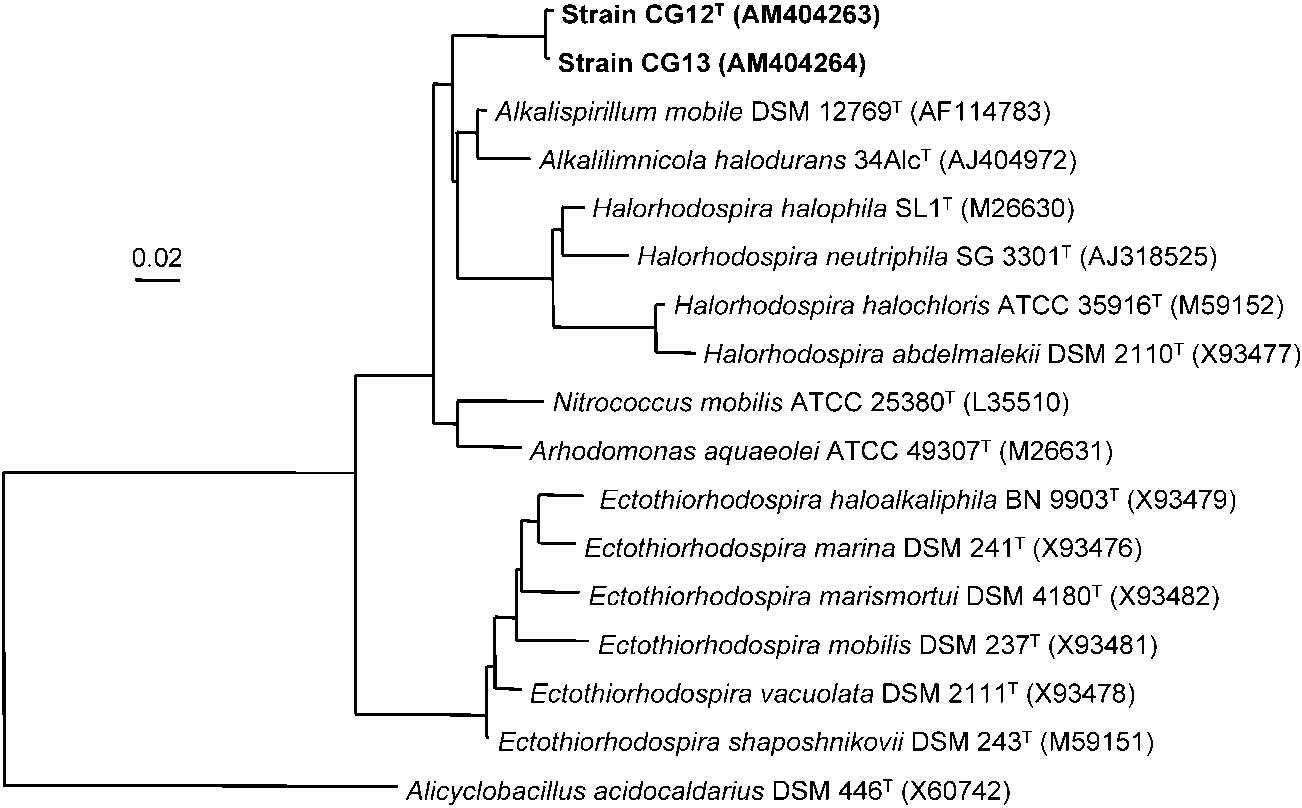 Strain CG12ᵀ (AM404263)
Strain CG13 (AM404264)
Alkalispirillum mobile DSM 12769ᵀ (AF114783)
Alkalilimnicola halodurans 34Alcᵀ (AJ404972)
Halorhodospira halophila SL1ᵀ (M26630)
0.02
Halorhodospira neutriphila SG 3301ᵀ (AJ318525)
Halorhodospira halochloris ATCC 35916ᵀ (M59152)
Halorhodospira abdelmalekii DSM 2110ᵀ (X93477)
Nitrococcus mobilis ATCC 25380ᵀ (L35510)
Arhodomonas aquaeolei ATCC 49307ᵀ (M26631)
Ectothiorhodospira haloalkaliphila BN 9903ᵀ (X93479)
Ectothiorhodospira marina DSM 241ᵀ (X93476)
Ectothiorhodospira marismortui DSM 4180ᵀ (X93482)
Ectothiorhodospira mobilis DSM 237ᵀ (X93481)
Ectothiorhodospira vacuolata DSM 2111ᵀ (X93478)
Ectothiorhodospira shaposhnikovii DSM 243ᵀ (M59151)
Alicyclobacillus acidocaldarius DSM 446ᵀ (X60742)